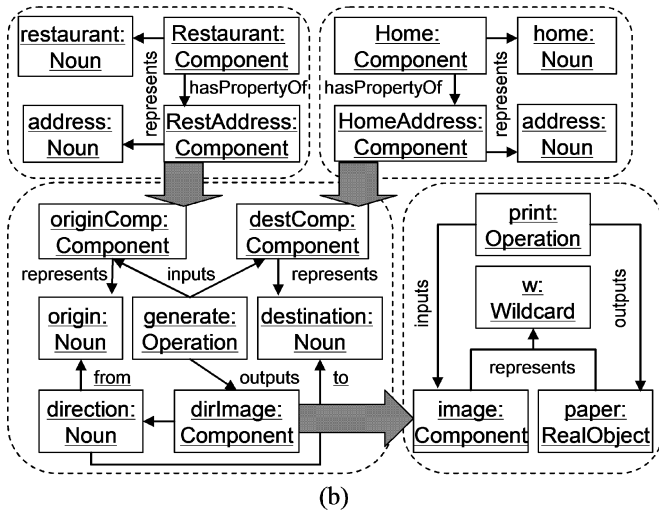 restaurant:
Noun
Restaurant:
Component
represents
hasPropertyOf
address:
Noun
RestAddress:
Component
Home:
Component
home:
Noun
hasPropertyOf
represents
HomeAddress:
Component
address:
Noun
originComp:
Component
destComp:
Component
represents
inputs
represents
origin:
Noun
generate:
Operation
destination:
Noun
from
outputs
to
direction:
Noun
dirImage:
Component
print:
Operation
inputs
w:
Wildcard
outputs
represents
image:
Component
paper:
RealObject
(b)